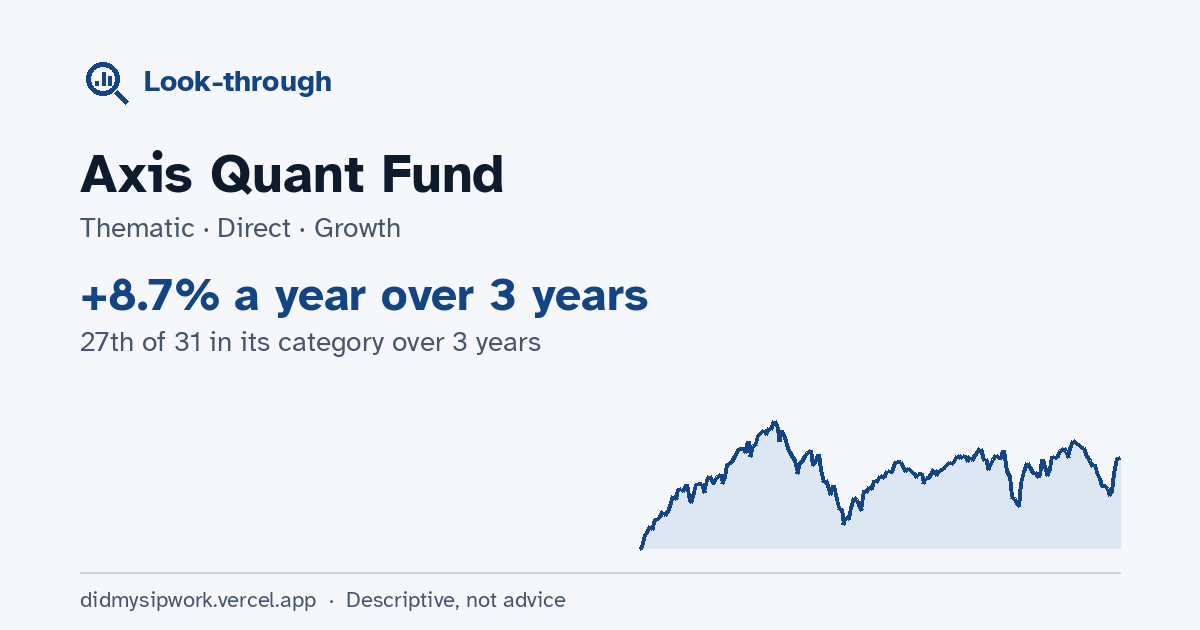 Look-through
Axis Quant Fund
Thematic · Direct · Growth
+8.7% a year over 3 years
27th of 31 in its category over 3 years
didmysipwork.vercel.app · Descriptive, not advice